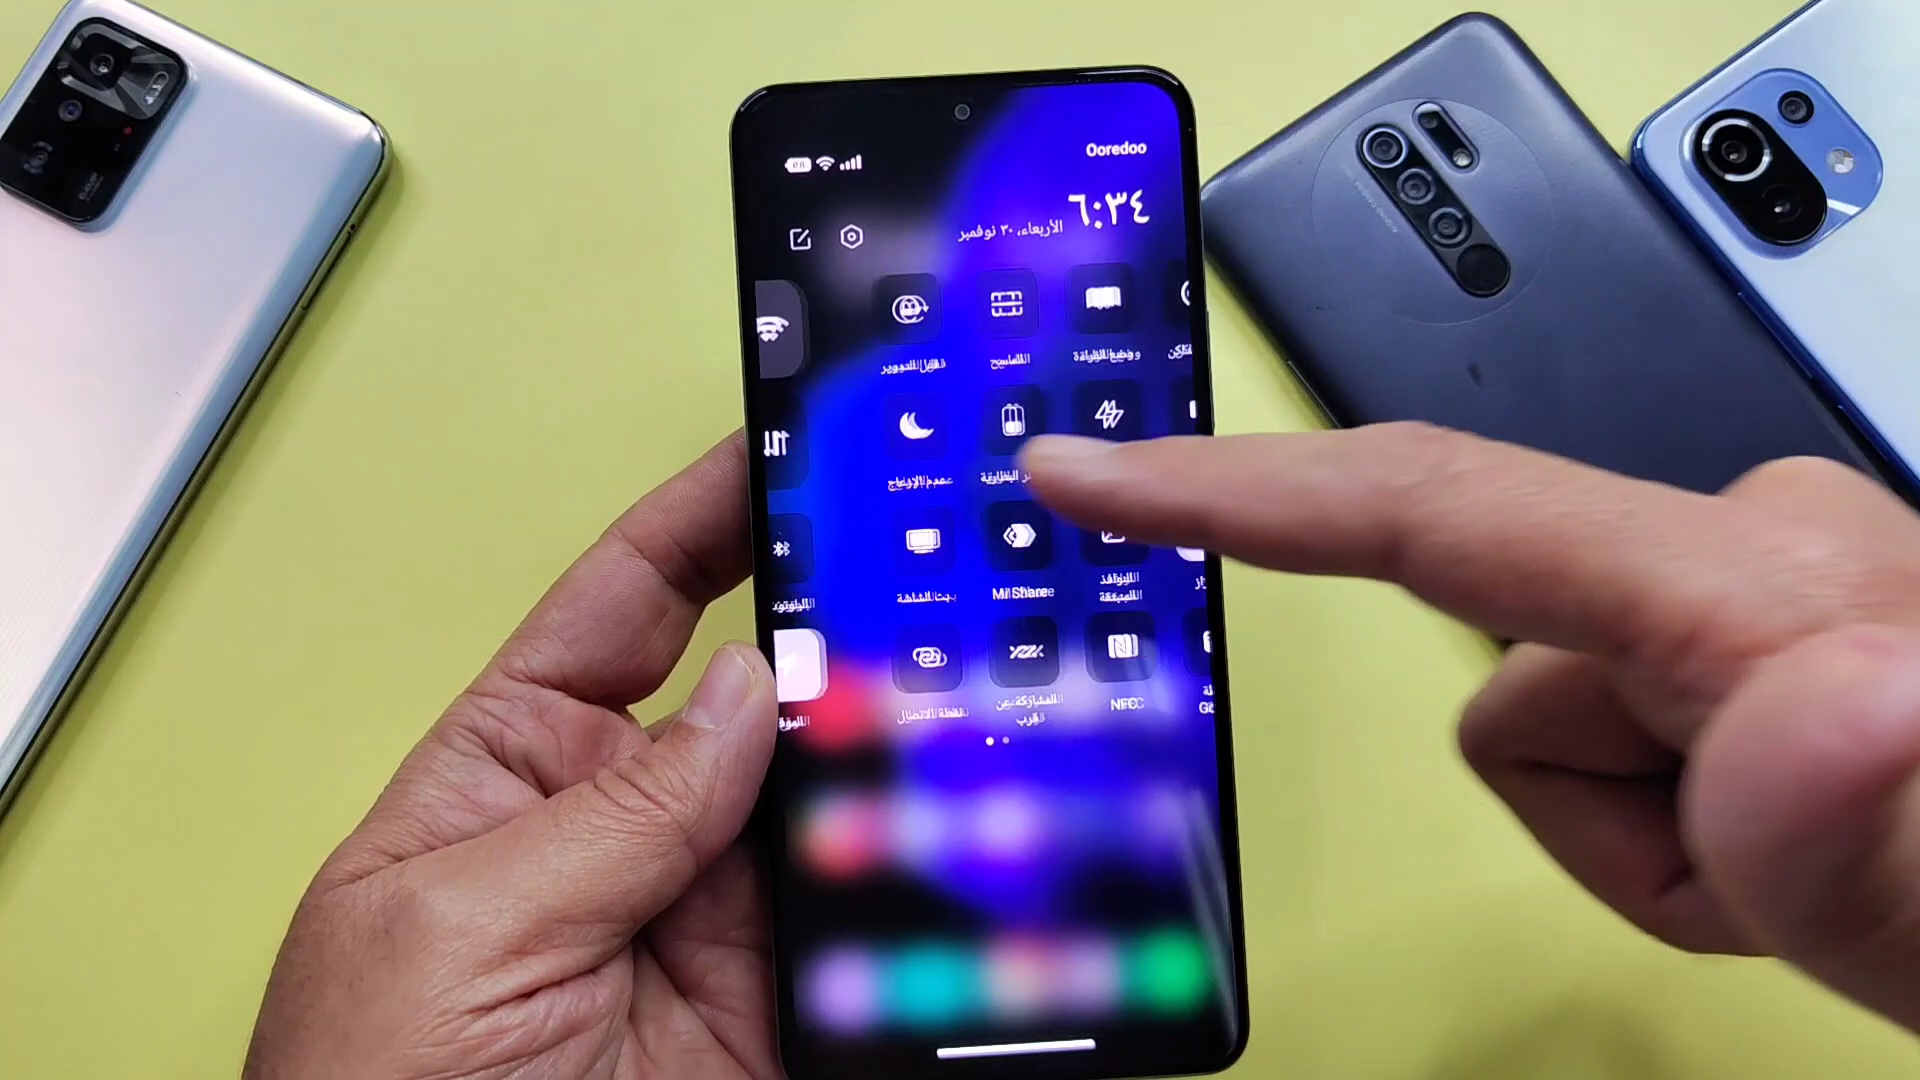 Ooredoo
٦:٣٤
الأربعاء، ٣٠ نوفمبر
قفل التدوير
الماسح
وضع القراءة
عدم الإزعاج
البطارية
بث الشاشة
Mi Share
النوافذ
العائمة
نقطة الاتصال
المشاركة عن
قرب
NFC